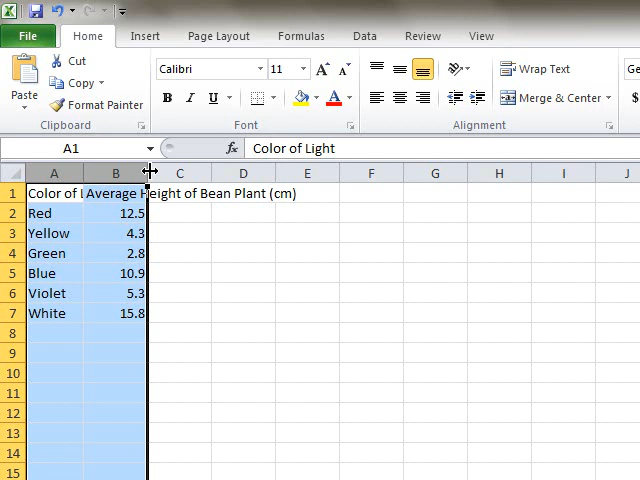 File Home Insert Page Layout Formulas Data Review View
Cut
Calibri 11 A A Wrap Text Ge
Copy
Paste
Format Painter B I U A Merge & Center $
Clipboard Font Alignment
A1 fx Color of Light
A B C D E F G H I J
1 Color of L Average Height of Bean Plant (cm)
2 Red 12.5
3 Yellow 4.3
4 Green 2.8
5 Blue 10.9
6 Violet 5.3
7 White 15.8
8
9
10
11
12
13
14
15